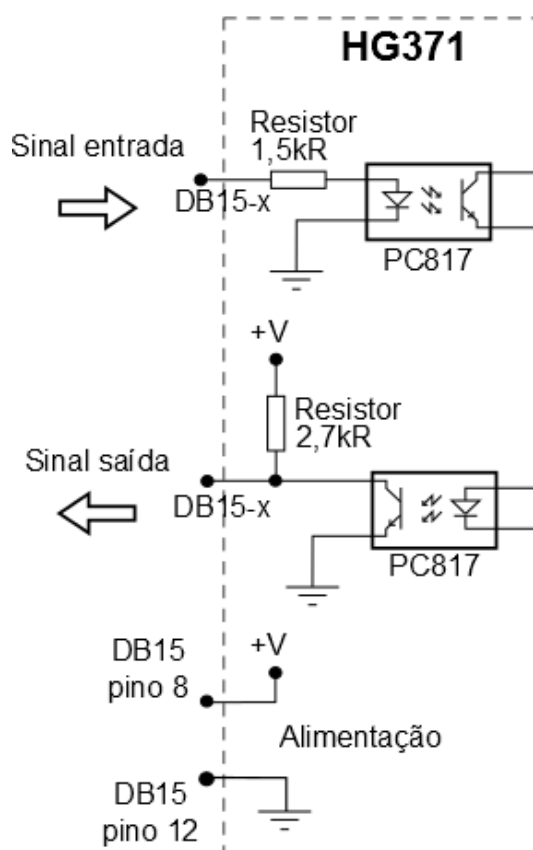 HG371
Resistor
1,5kR
Sinal entrada
DB15-x
PC817
+V
Resistor
2,7kR
Sinal saída
DB15-x
PC817
+V
DB15
pino 8
Alimentação
DB15
pino 12